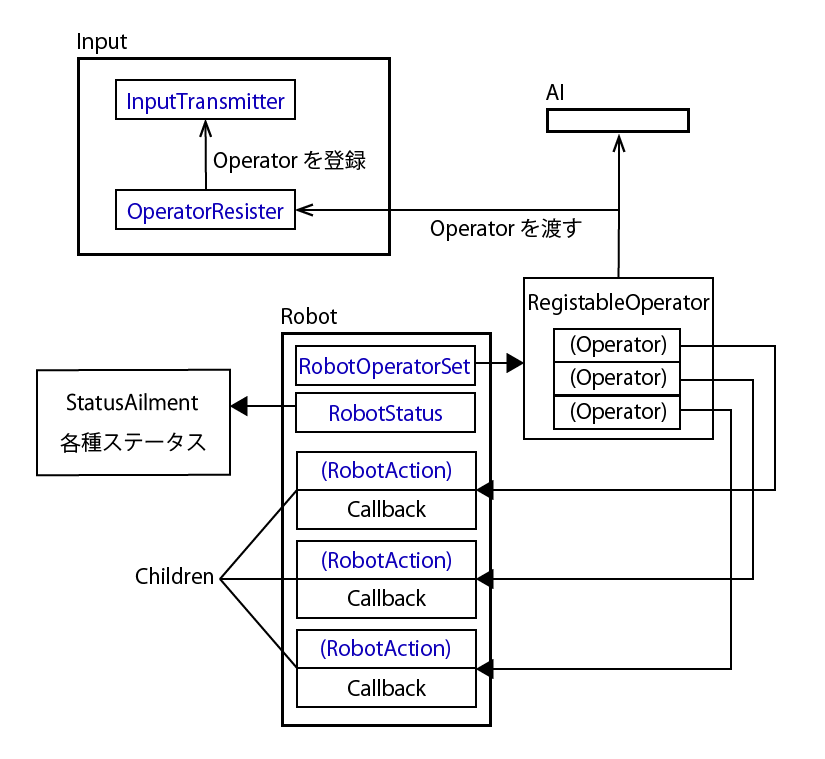 Input
InputTransmitter
AI
Operator を登録
OperatorResister
Operator を渡す
RegistableOperator
Robot
(Operator)
RobotOperatorSet
(Operator)
StatusAilment
RobotStatus
(Operator)
各種ステータス
(RobotAction)
Callback
(RobotAction)
Children
Callback
(RobotAction)
Callback